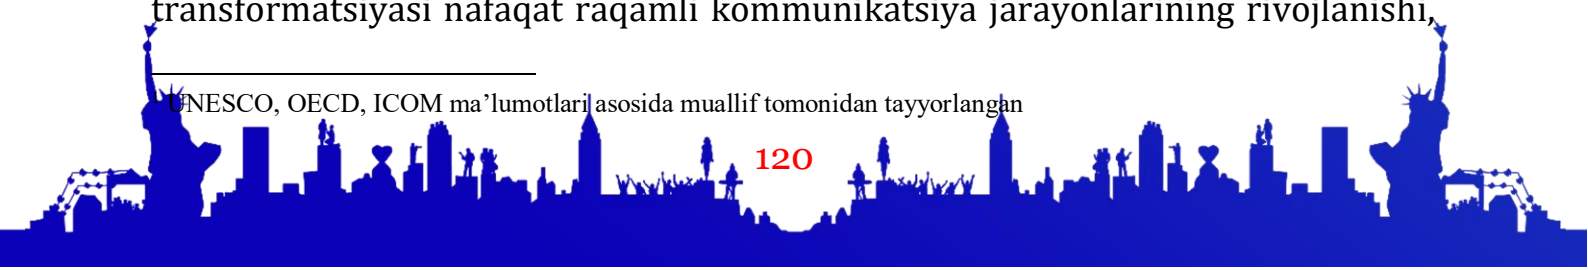 transformatsiyasi nafaqat raqamli kommunikatsiya jarayonlarining rivojlanishi,
UNESCO, OECD, ICOM ma’lumotlari asosida muallif tomonidan tayyorlangan
120